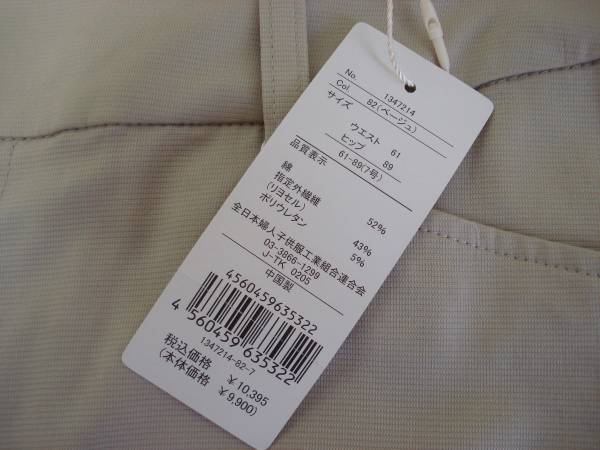 No. 1347214
Col. 82(ベージュ)
サイズ
ウエスト 61
ヒップ 89
61-89(7号)
品質表示
綿 52%
指定外繊維
(リヨセル) 43%
ポリウレタン 5%
全日本婦人子供服工業組合連合会
03-3866-1299
J-TK 0205
中国製
4560459635322
4 560459 635322
1347214-82-7
税込価格 ¥10,395
(本体価格 ¥9,900)